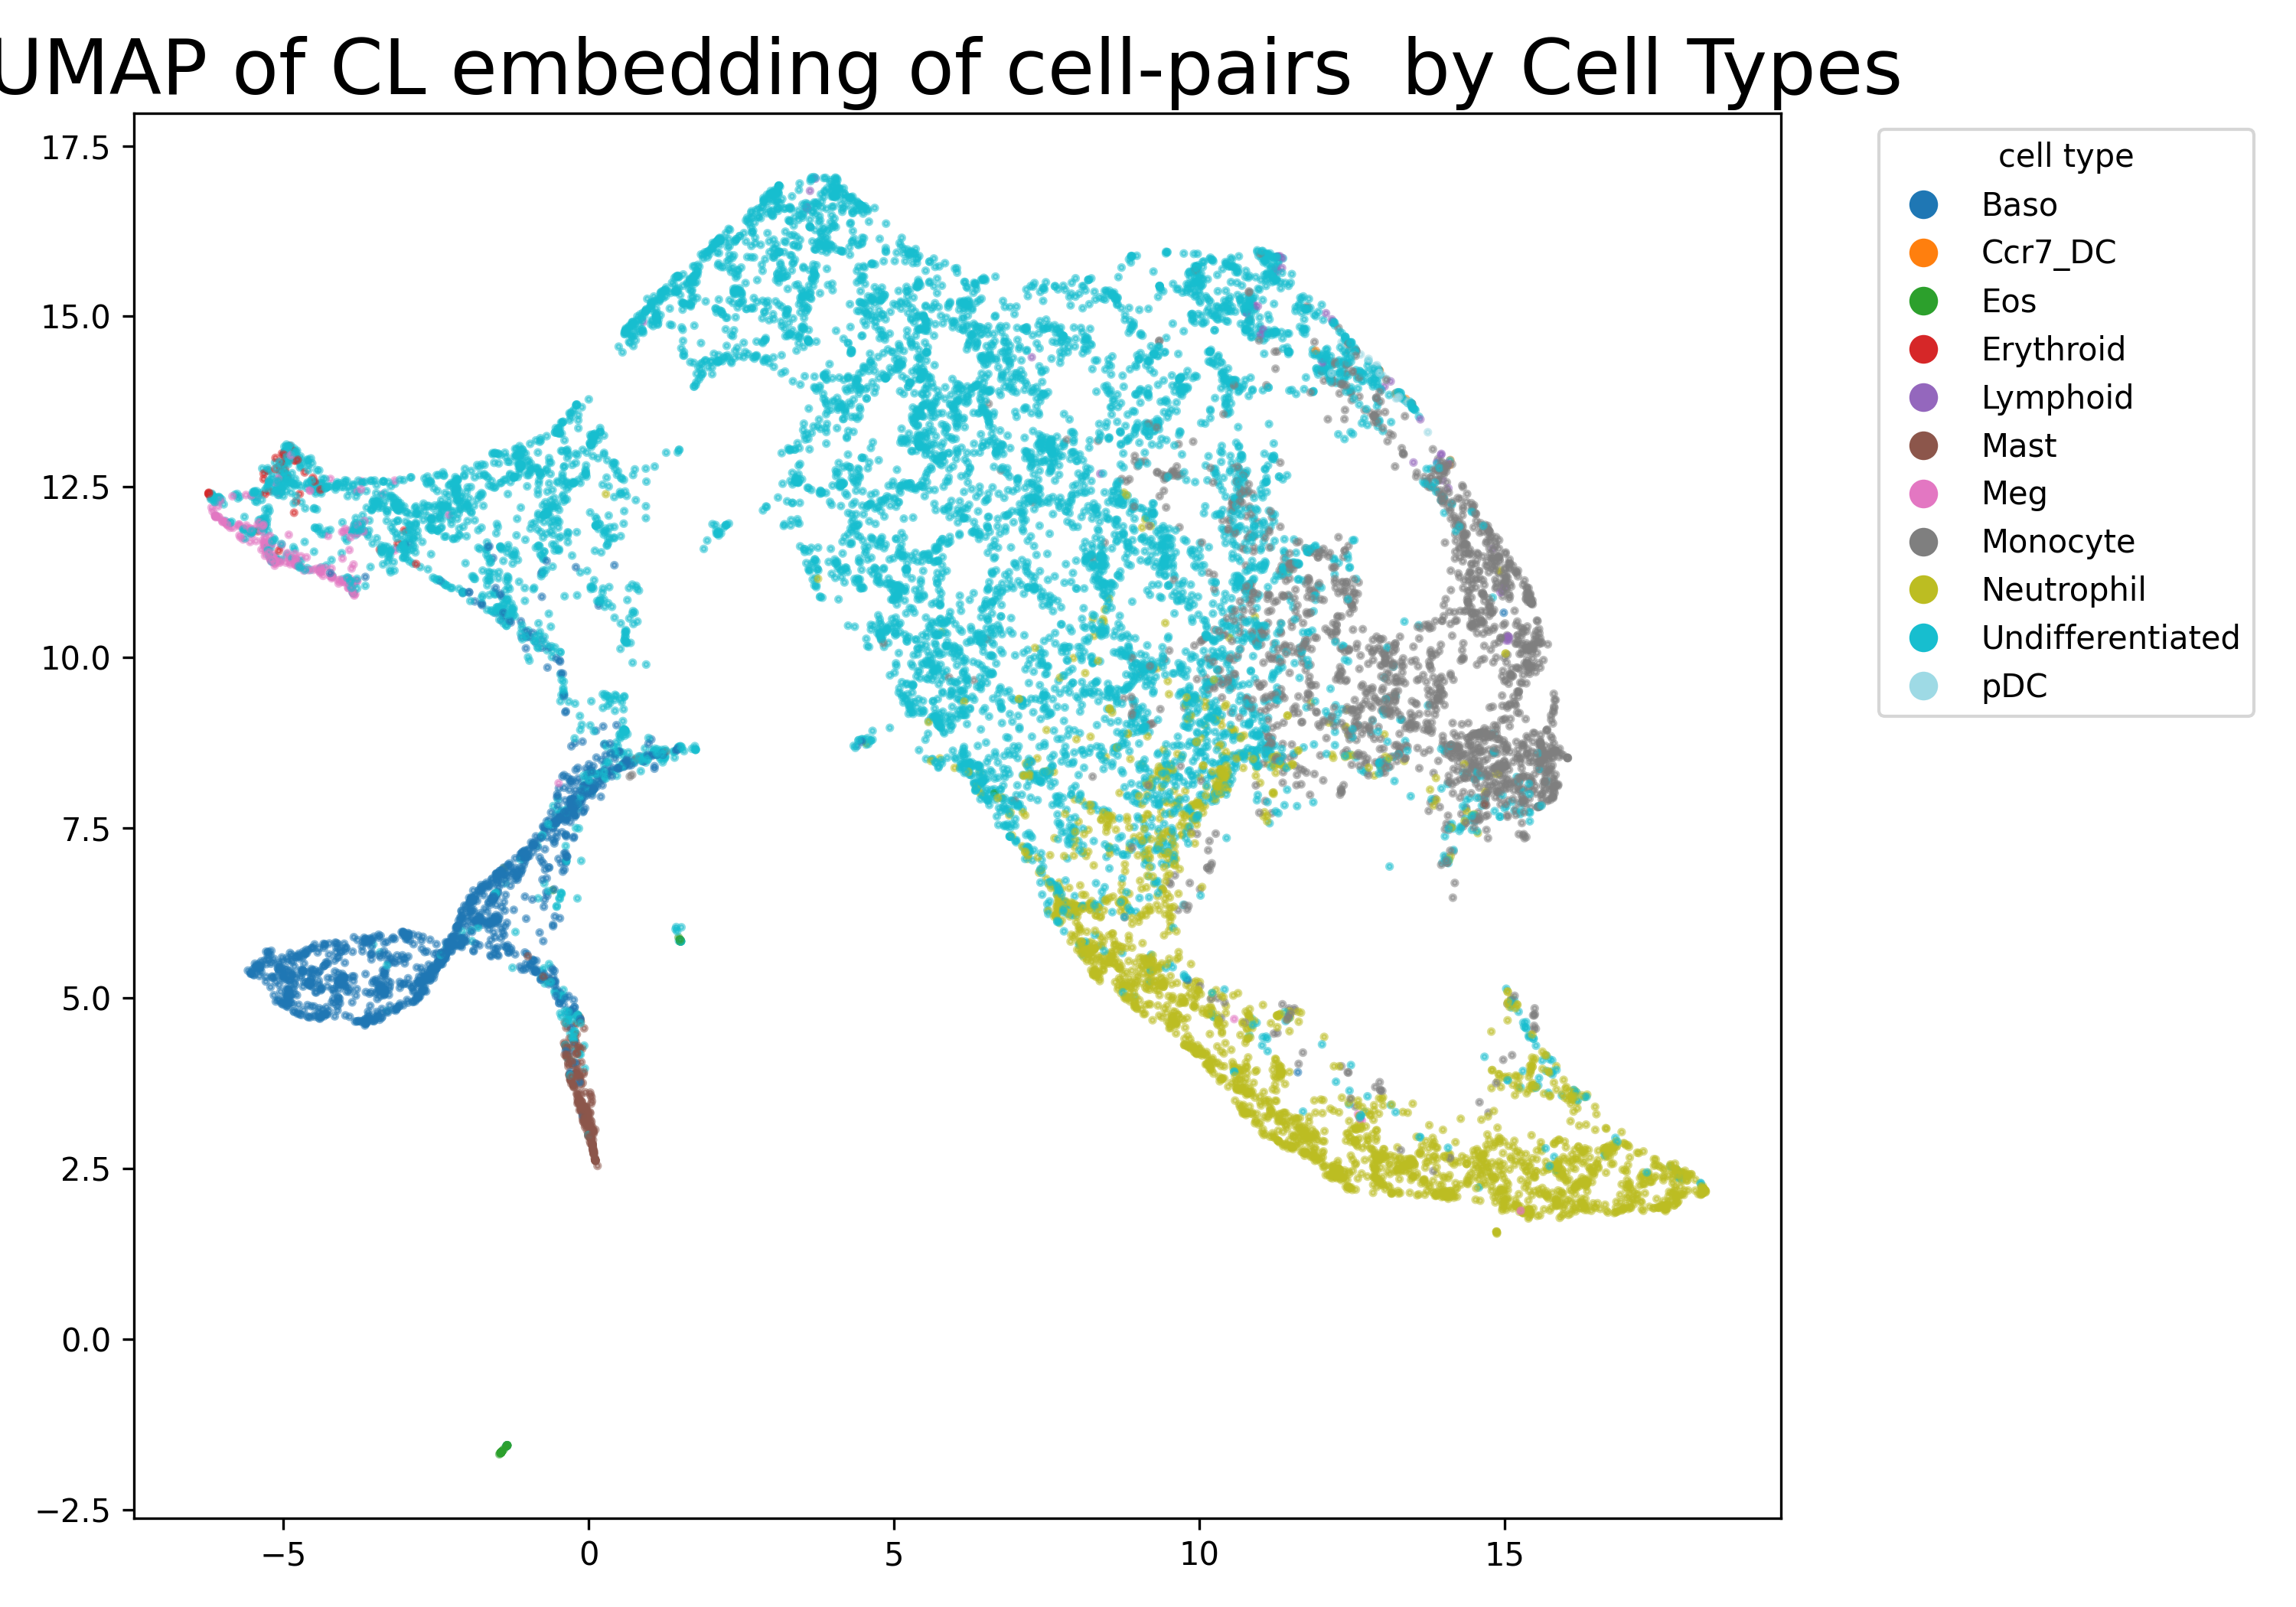 UMAP of CL embedding of cell-pairs  by Cell Types
17.5
15.0
12.5
10.0
7.5
5.0
2.5
0.0
−2.5
−5
0
5
10
15
cell type
Baso
Ccr7_DC
Eos
Erythroid
Lymphoid
Mast
Meg
Monocyte
Neutrophil
Undifferentiated
pDC